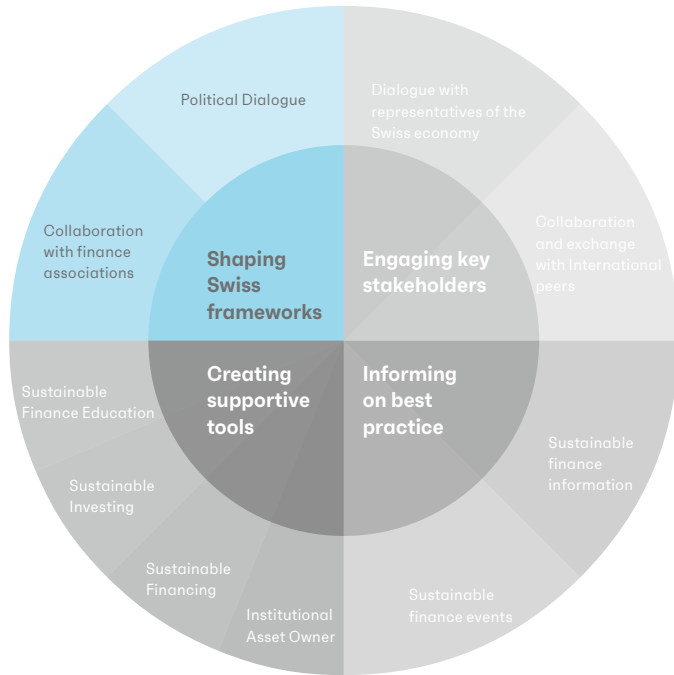 Political Dialogue
Dialogue with
representatives of the
Swiss economy
Collaboration
with finance
associations
Collaboration
and exchange
with International
peers
Shaping
Swiss
frameworks
Engaging key
stakeholders
Creating
supportive
tools
Informing
on best
practice
Sustainable
Finance Education
Sustainable
Investing
Sustainable
Financing
Institutional
Asset Owner
Sustainable
finance
information
Sustainable
finance events